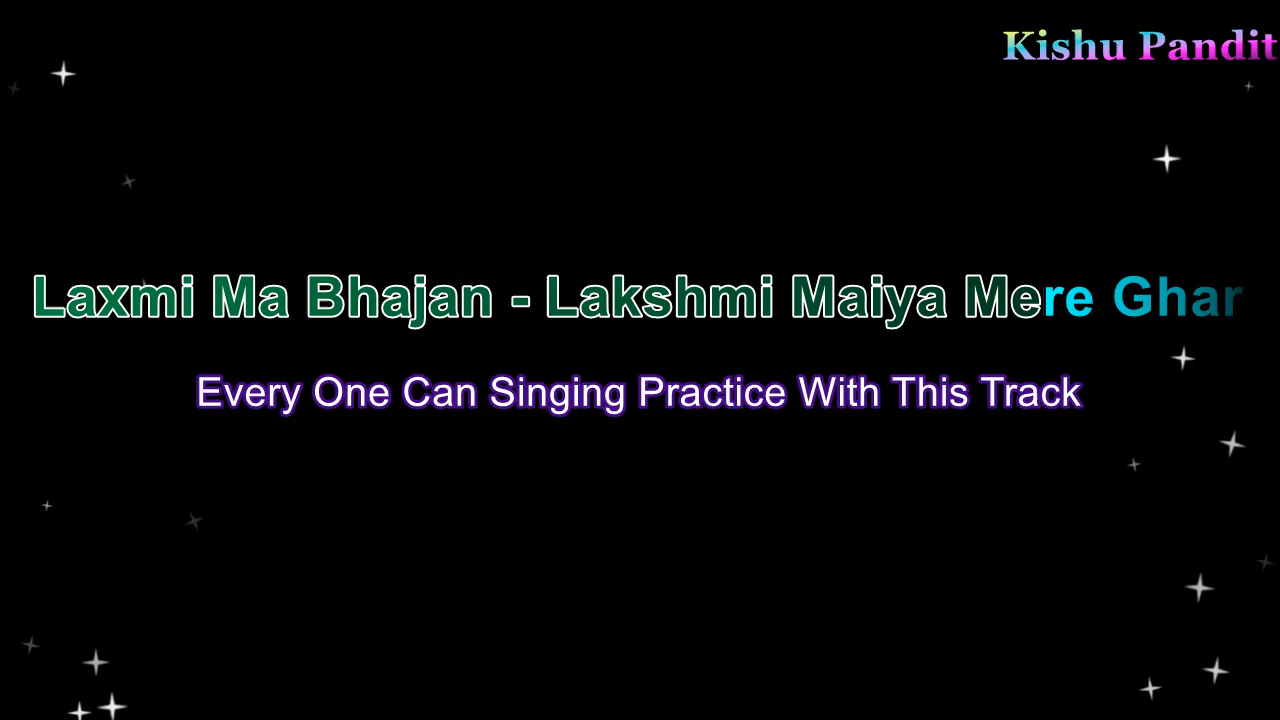 Kishu Pandit
Laxmi Ma Bhajan - Lakshmi Maiya Mere Ghar
Every One Can Singing Practice With This Track